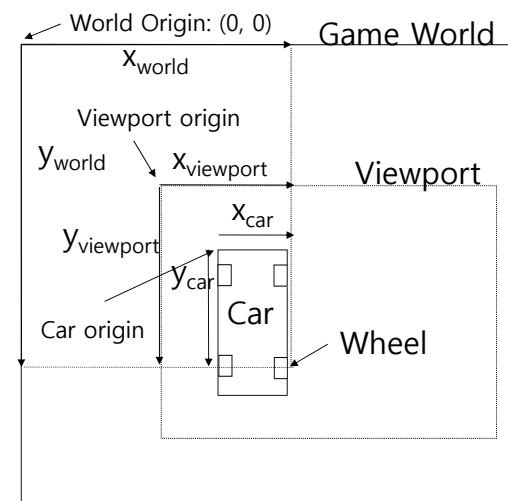 World Origin: (0, 0)
Game World
xworld
Viewport origin
yworld
xviewport
Viewport
xcar
yviewport
ycar
Car origin
Car
Wheel